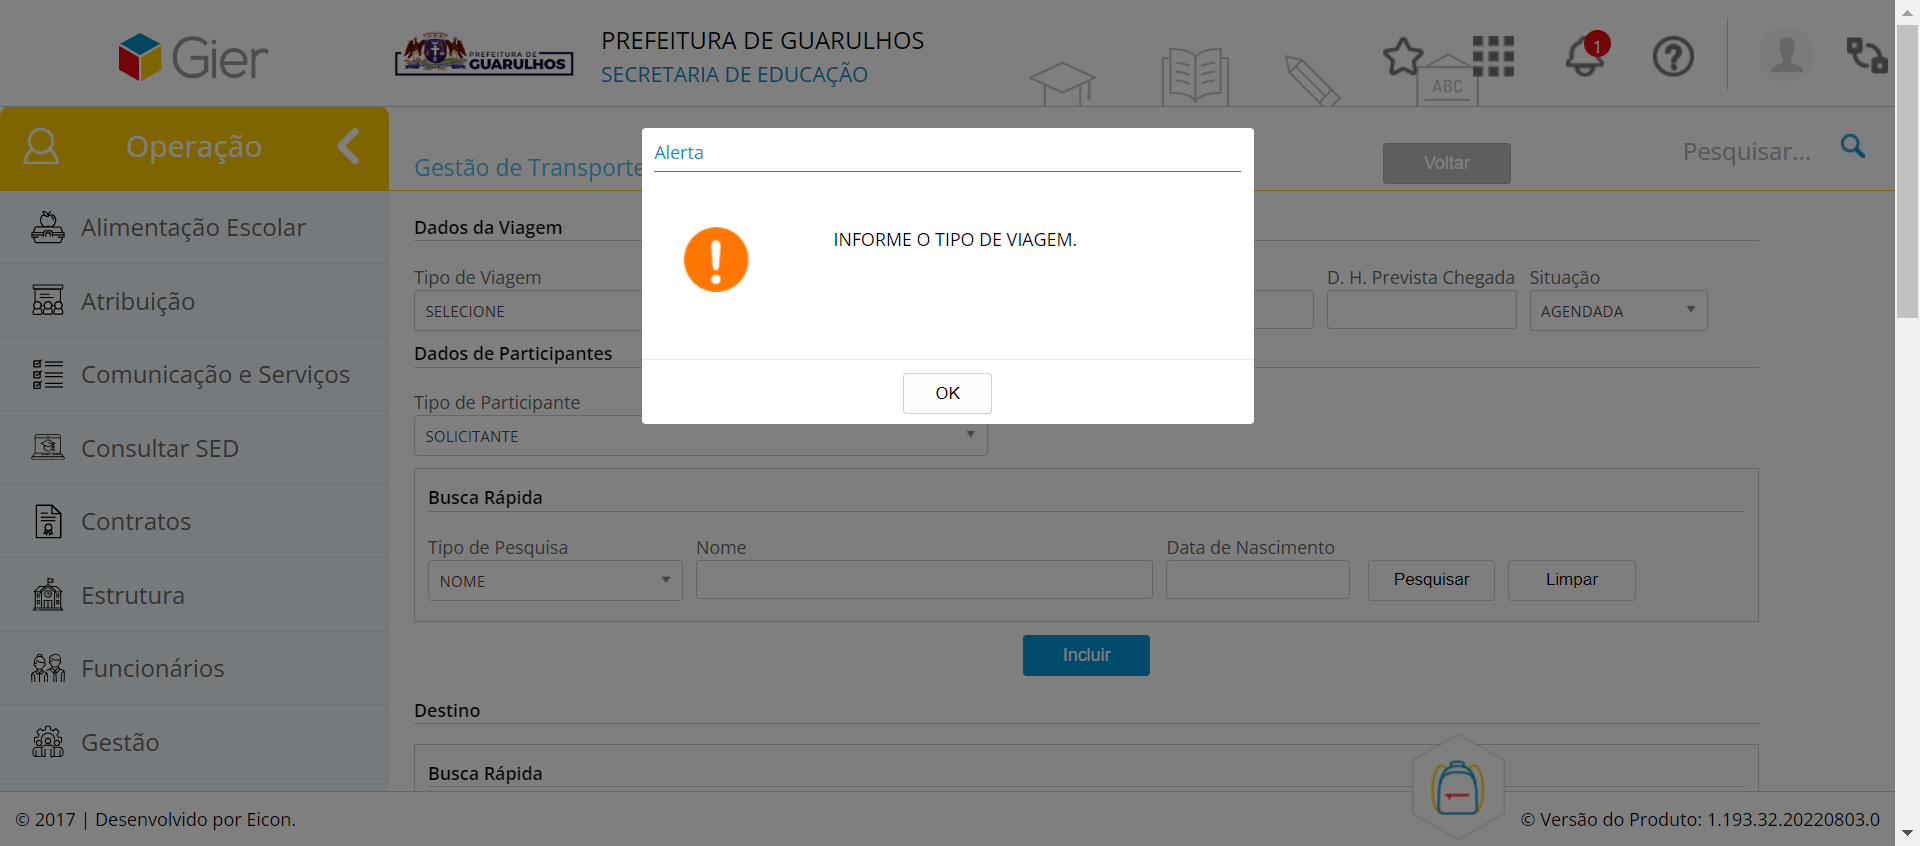 Gier
PREFEITURA DE
GUARULHOS
PREFEITURA DE GUARULHOS
SECRETARIA DE EDUCAÇÃO
ABC
1
Operação
Gestão de Transporte
Voltar
Pesquisar...
Alerta
INFORME O TIPO DE VIAGEM.
OK
Alimentação Escolar
Atribuição
Comunicação e Serviços
Consultar SED
Contratos
Estrutura
Funcionários
Gestão
Dados da Viagem
Tipo de Viagem
D. H. Prevista Chegada
Situação
SELECIONE
AGENDADA
Dados de Participantes
Tipo de Participante
SOLICITANTE
Busca Rápida
Tipo de Pesquisa
Nome
Data de Nascimento
NOME
Pesquisar
Limpar
Incluir
Destino
Busca Rápida
© 2017 | Desenvolvido por Eicon.
© Versão do Produto: 1.193.32.20220803.0